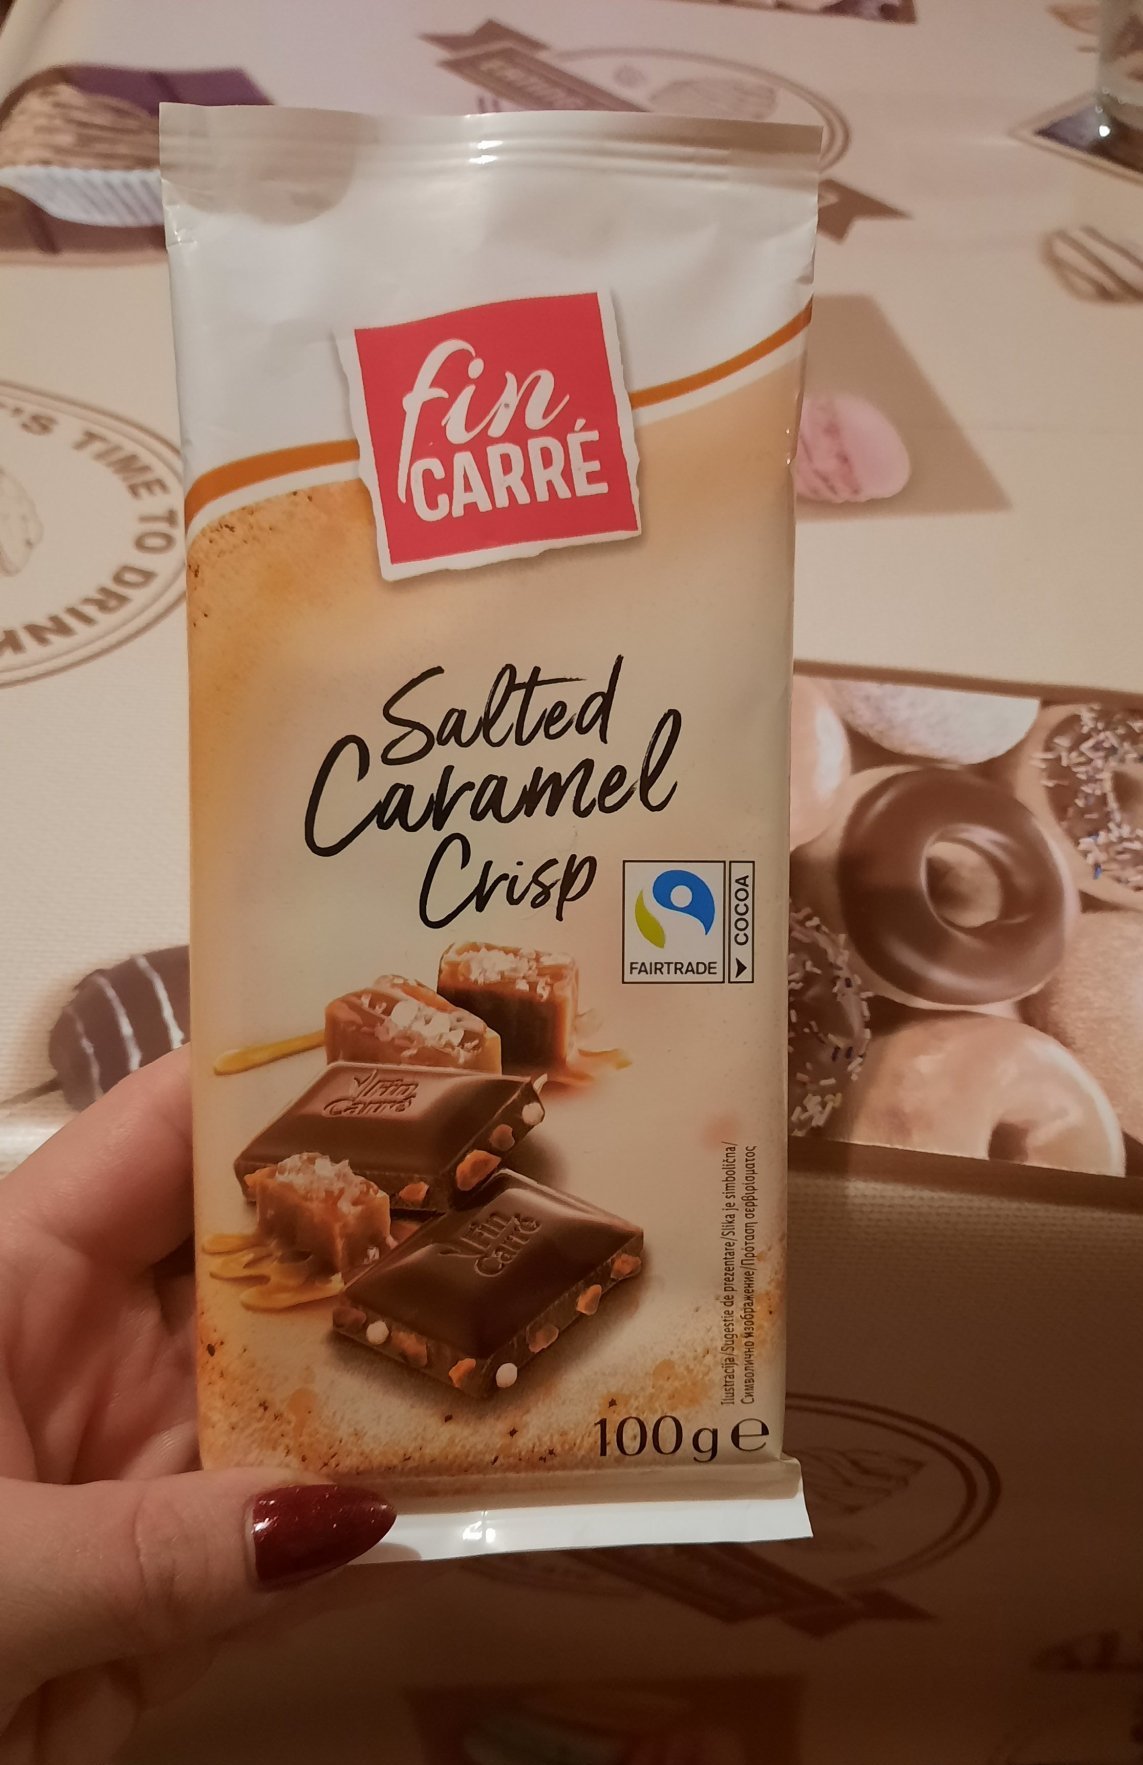 fin
CARRÉ
Salted
Caramel
Crisp
FAIRTRADE
COCOA
Fin
Carré
Fin
Carré
Ilustracija/Sugestie de prezentare/Slika je simbolična/
Символично изображение/Πρόταση σερβιρίσματος
100g℮
'S TIME TO DRINK